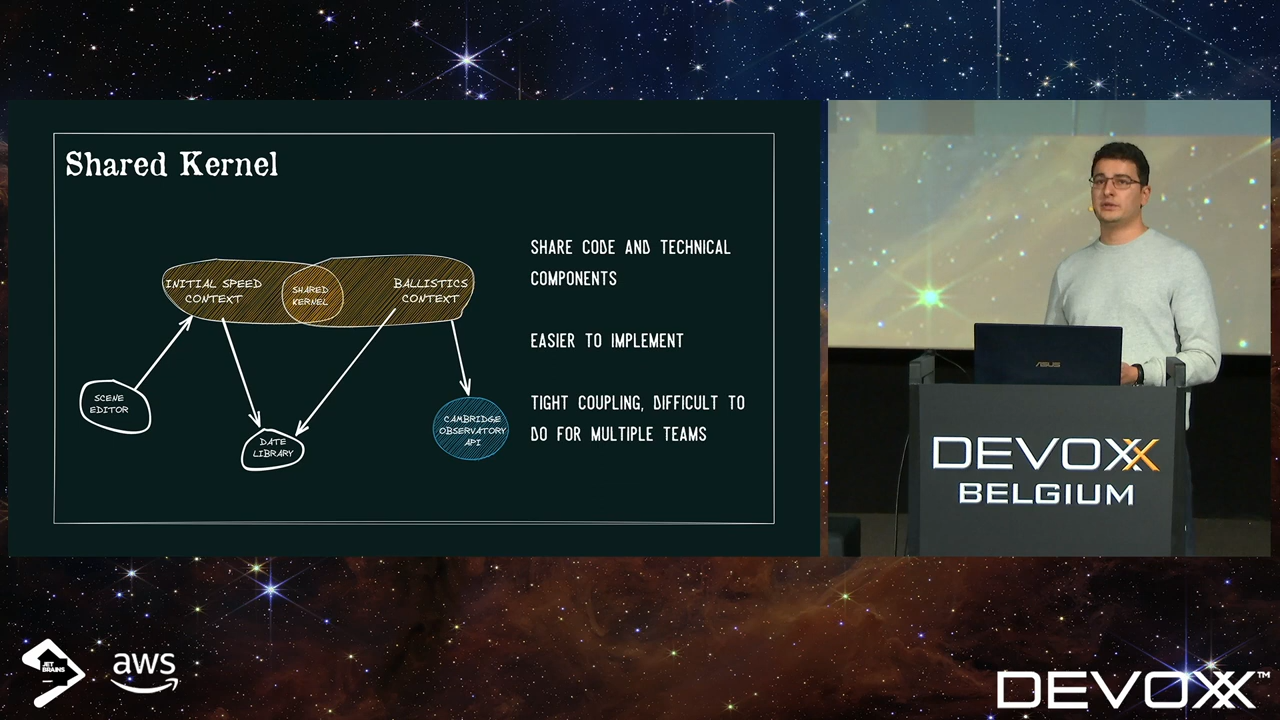 Shared Kernel
SHARE CODE AND TECHNICAL
COMPONENTS
EASIER TO IMPLEMENT
TIGHT COUPLING, DIFFICULT TO
DO FOR MULTIPLE TEAMS
INITIAL SPEED
CONTEXT
SHARED
KERNEL
BALLISTICS
CONTEXT
SCENE
EDITOR
DATE
LIBRARY
CAMBRIDGE
OBSERVATORY
API
ASUS
DEVOXX
BELGIUM
JET
BRAINS
aws
DEVOXX™